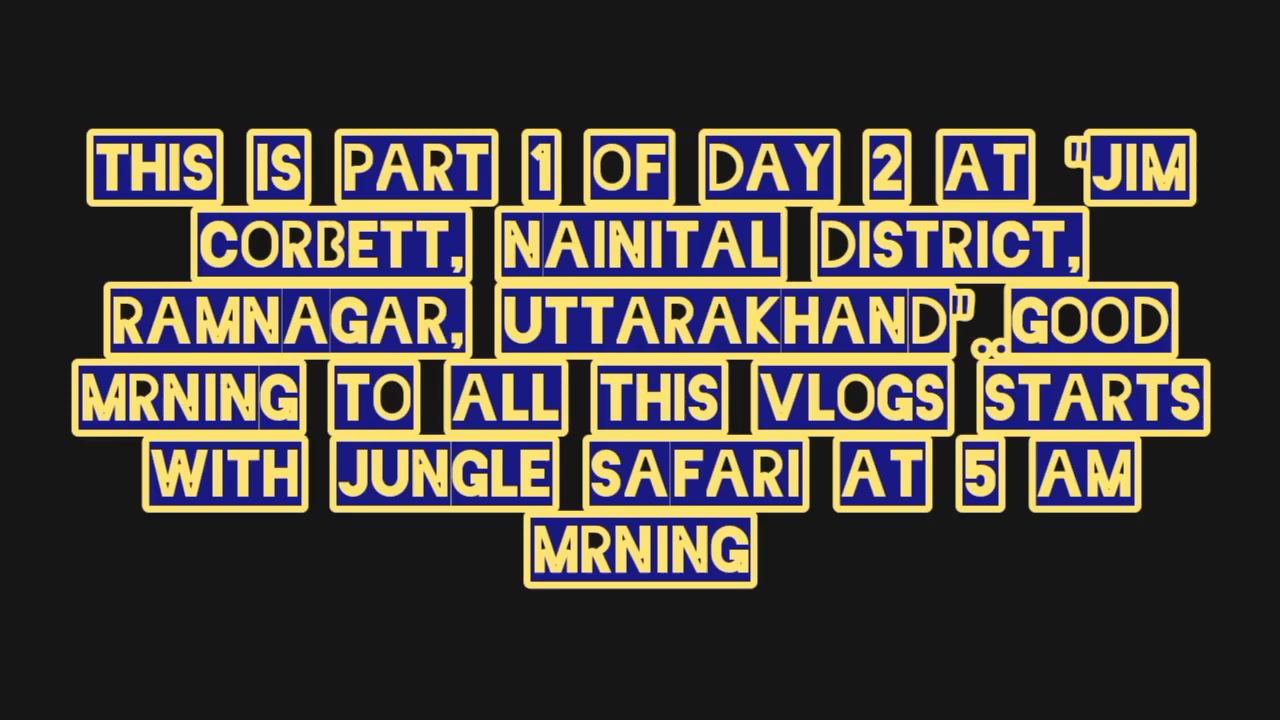 THIS IS PART 1 OF DAY 2 AT "JIM
CORBETT, NAINITAL DISTRICT,
RAMNAGAR, UTTARAKHAND"..GOOD
MRNING TO ALL THIS VLOGS STARTS
WITH JUNGLE SAFARI AT 5 AM
MRNING